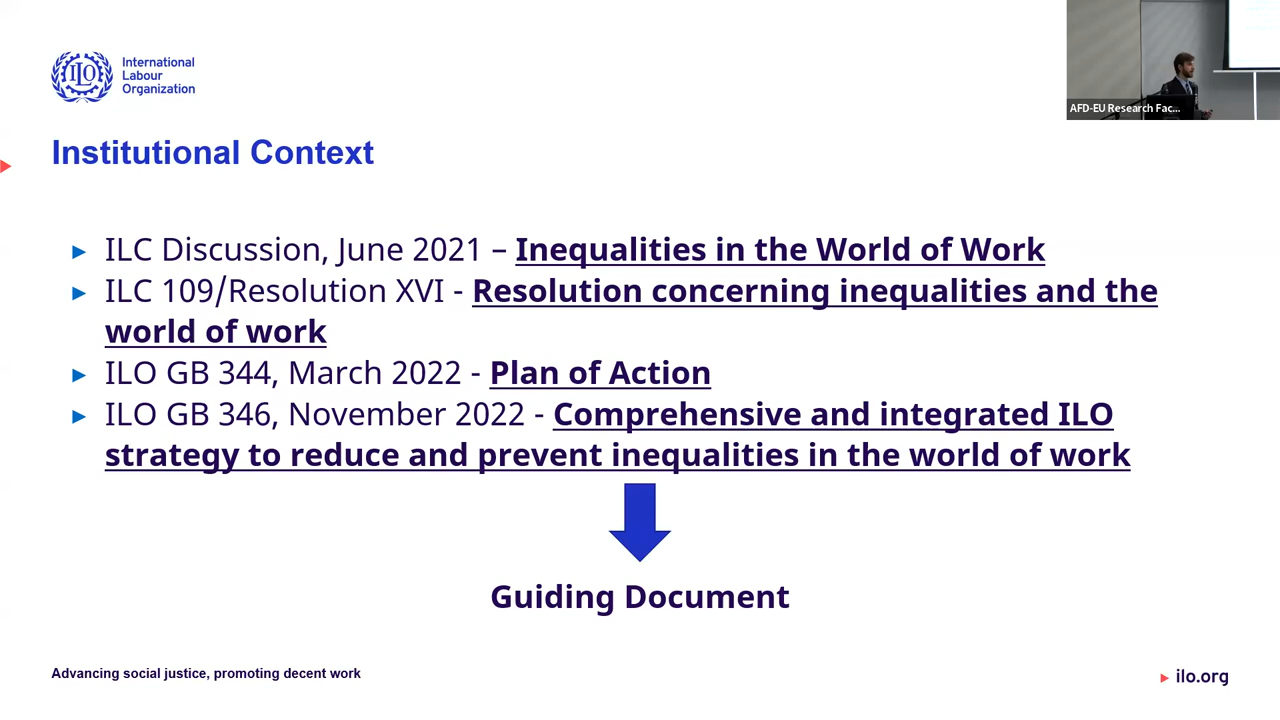 International
Labour
Organization
ILO
AFD-EU Research Fac...
Institutional Context
ILC Discussion, June 2021 – Inequalities in the World of Work
ILC 109/Resolution XVI - Resolution concerning inequalities and the
world of work
ILO GB 344, March 2022 - Plan of Action
ILO GB 346, November 2022 - Comprehensive and integrated ILO
strategy to reduce and prevent inequalities in the world of work
Guiding Document
Advancing social justice, promoting decent work
ilo.org